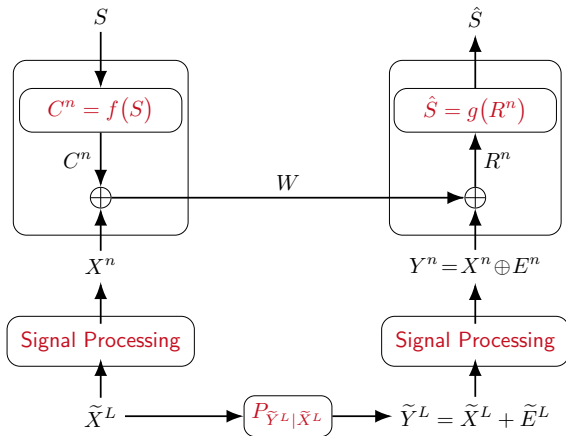 S Ŝ
Cⁿ = f(S) Ŝ = g(Rⁿ)
Cⁿ Rⁿ
W
Xⁿ Yⁿ = Xⁿ ⊕ Eⁿ
Signal Processing Signal Processing
X̃ᴸ P_{Ỹᴸ|X̃ᴸ} Ỹᴸ = X̃ᴸ + Ẽᴸ